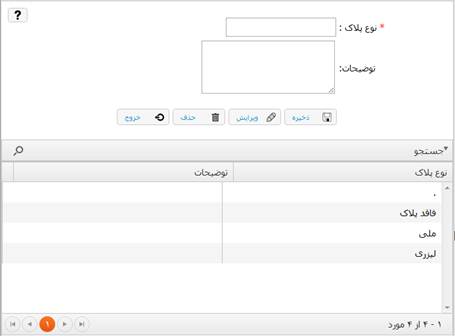 ?
* نوع پلاک :
توضیحات:
ذخیره ویرایش حذف خروج
جستجو
نوع پلاک توضیحات
.
فاقد پلاک
ملی
لیزری
۱ - ۴ از ۴ مورد ۱